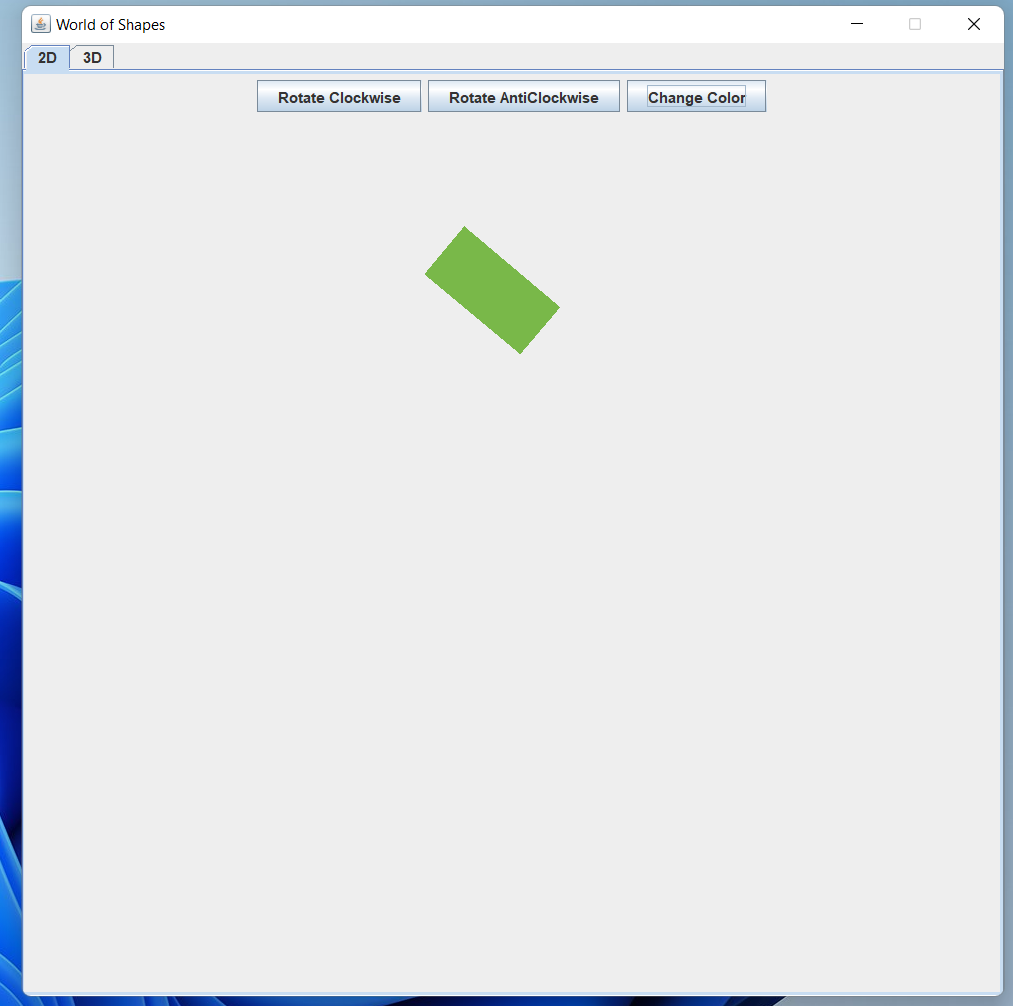 World of Shapes
2D 3D
Rotate Clockwise Rotate AntiClockwise Change Color